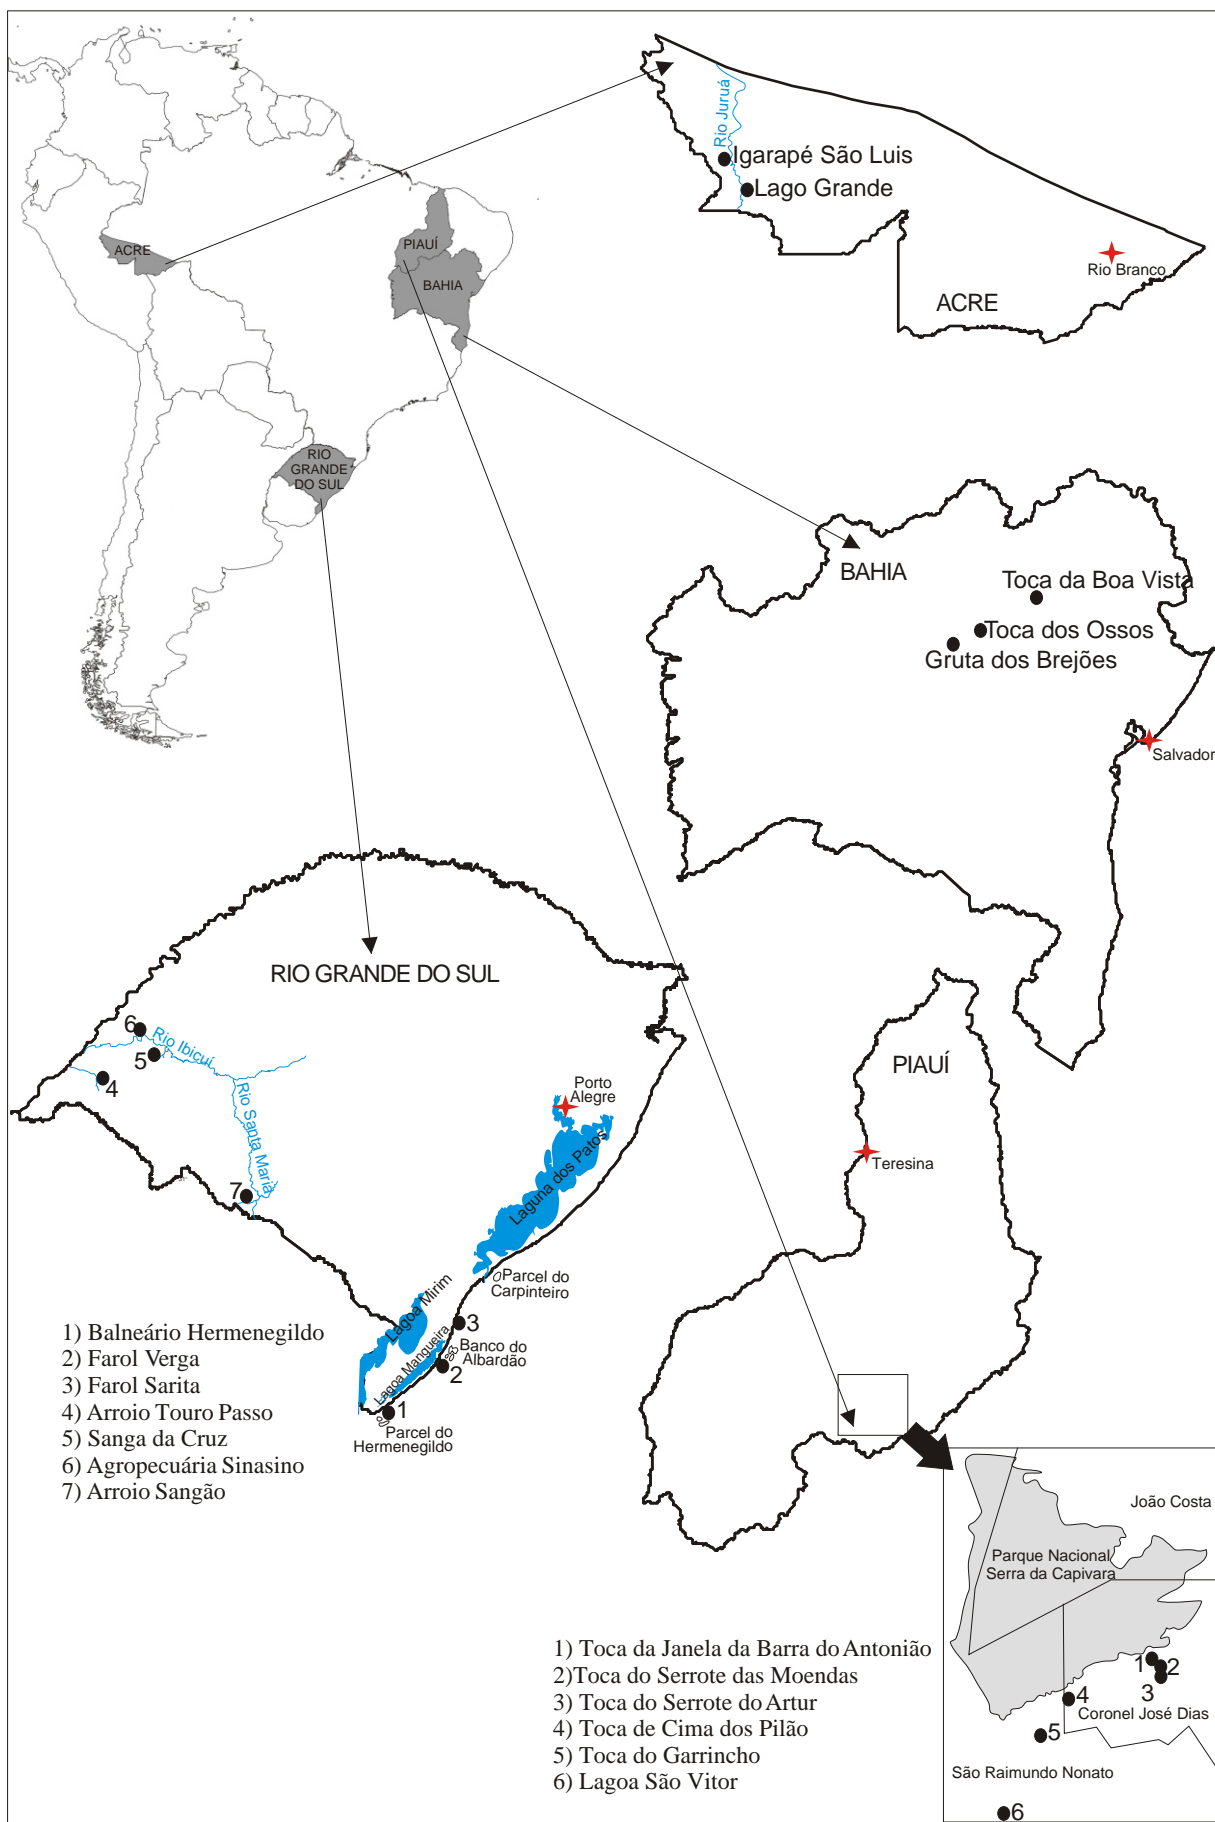 ACRE
PIAUÍ
BAHIA
RIO
GRANDE
DO SUL
Rio Juruá
Igarapé São Luis
Lago Grande
Rio Branco
ACRE
BAHIA
Toca da Boa Vista
Toca dos Ossos
Gruta dos Brejões
Salvador
RIO GRANDE DO SUL
6
Rio Ibicuí
5
4
Rio Santa Maria
7
Porto
Alegre
Laguna dos Patos
Parcel do
Carpinteiro
Lagoa Mirim
3
Lagoa Mangueira
Banco do
Albardão
2
1
Parcel do
Hermenegildo
1) Balneário Hermenegildo
2) Farol Verga
3) Farol Sarita
4) Arroio Touro Passo
5) Sanga da Cruz
6) Agropecuária Sinasino
7) Arroio Sangão
PIAUÍ
Teresina
João Costa
Parque Nacional
Serra da Capivara
1
2
3
4
Coronel José Dias
5
São Raimundo Nonato
6
1) Toca da Janela da Barra do Antonião
2)Toca do Serrote das Moendas
3) Toca do Serrote do Artur
4) Toca de Cima dos Pilão
5) Toca do Garrincho
6) Lagoa São Vitor